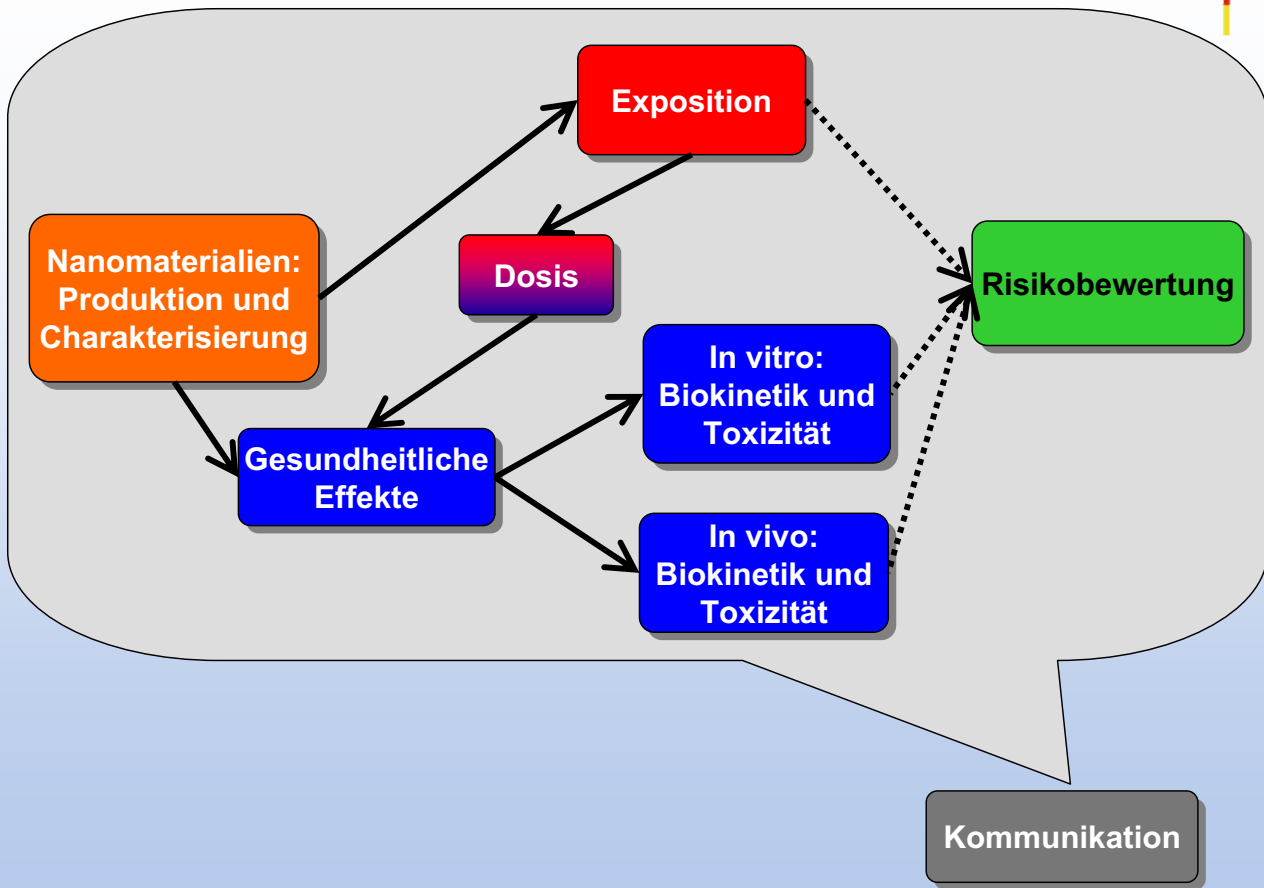 Exposition
Nanomaterialien:
Produktion und
Charakterisierung
Dosis
Risikobewertung
In vitro:
Biokinetik und
Toxizität
Gesundheitliche
Effekte
In vivo:
Biokinetik und
Toxizität
Kommunikation